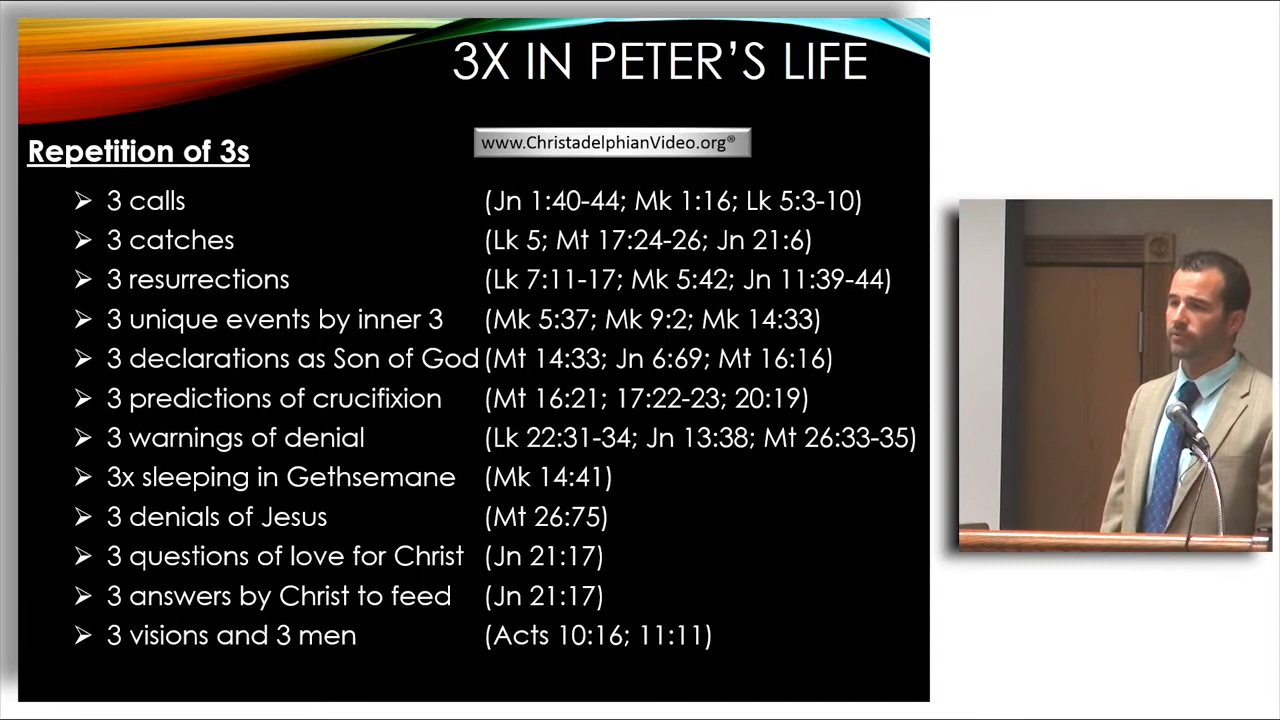 3X IN PETER’S LIFE
www.ChristadelphianVideo.org®
Repetition of 3s
➢ 3 calls (Jn 1:40-44; Mk 1:16; Lk 5:3-10)
➢ 3 catches (Lk 5; Mt 17:24-26; Jn 21:6)
➢ 3 resurrections (Lk 7:11-17; Mk 5:42; Jn 11:39-44)
➢ 3 unique events by inner 3 (Mk 5:37; Mk 9:2; Mk 14:33)
➢ 3 declarations as Son of God (Mt 14:33; Jn 6:69; Mt 16:16)
➢ 3 predictions of crucifixion (Mt 16:21; 17:22-23; 20:19)
➢ 3 warnings of denial (Lk 22:31-34; Jn 13:38; Mt 26:33-35)
➢ 3x sleeping in Gethsemane (Mk 14:41)
➢ 3 denials of Jesus (Mt 26:75)
➢ 3 questions of love for Christ (Jn 21:17)
➢ 3 answers by Christ to feed (Jn 21:17)
➢ 3 visions and 3 men (Acts 10:16; 11:11)